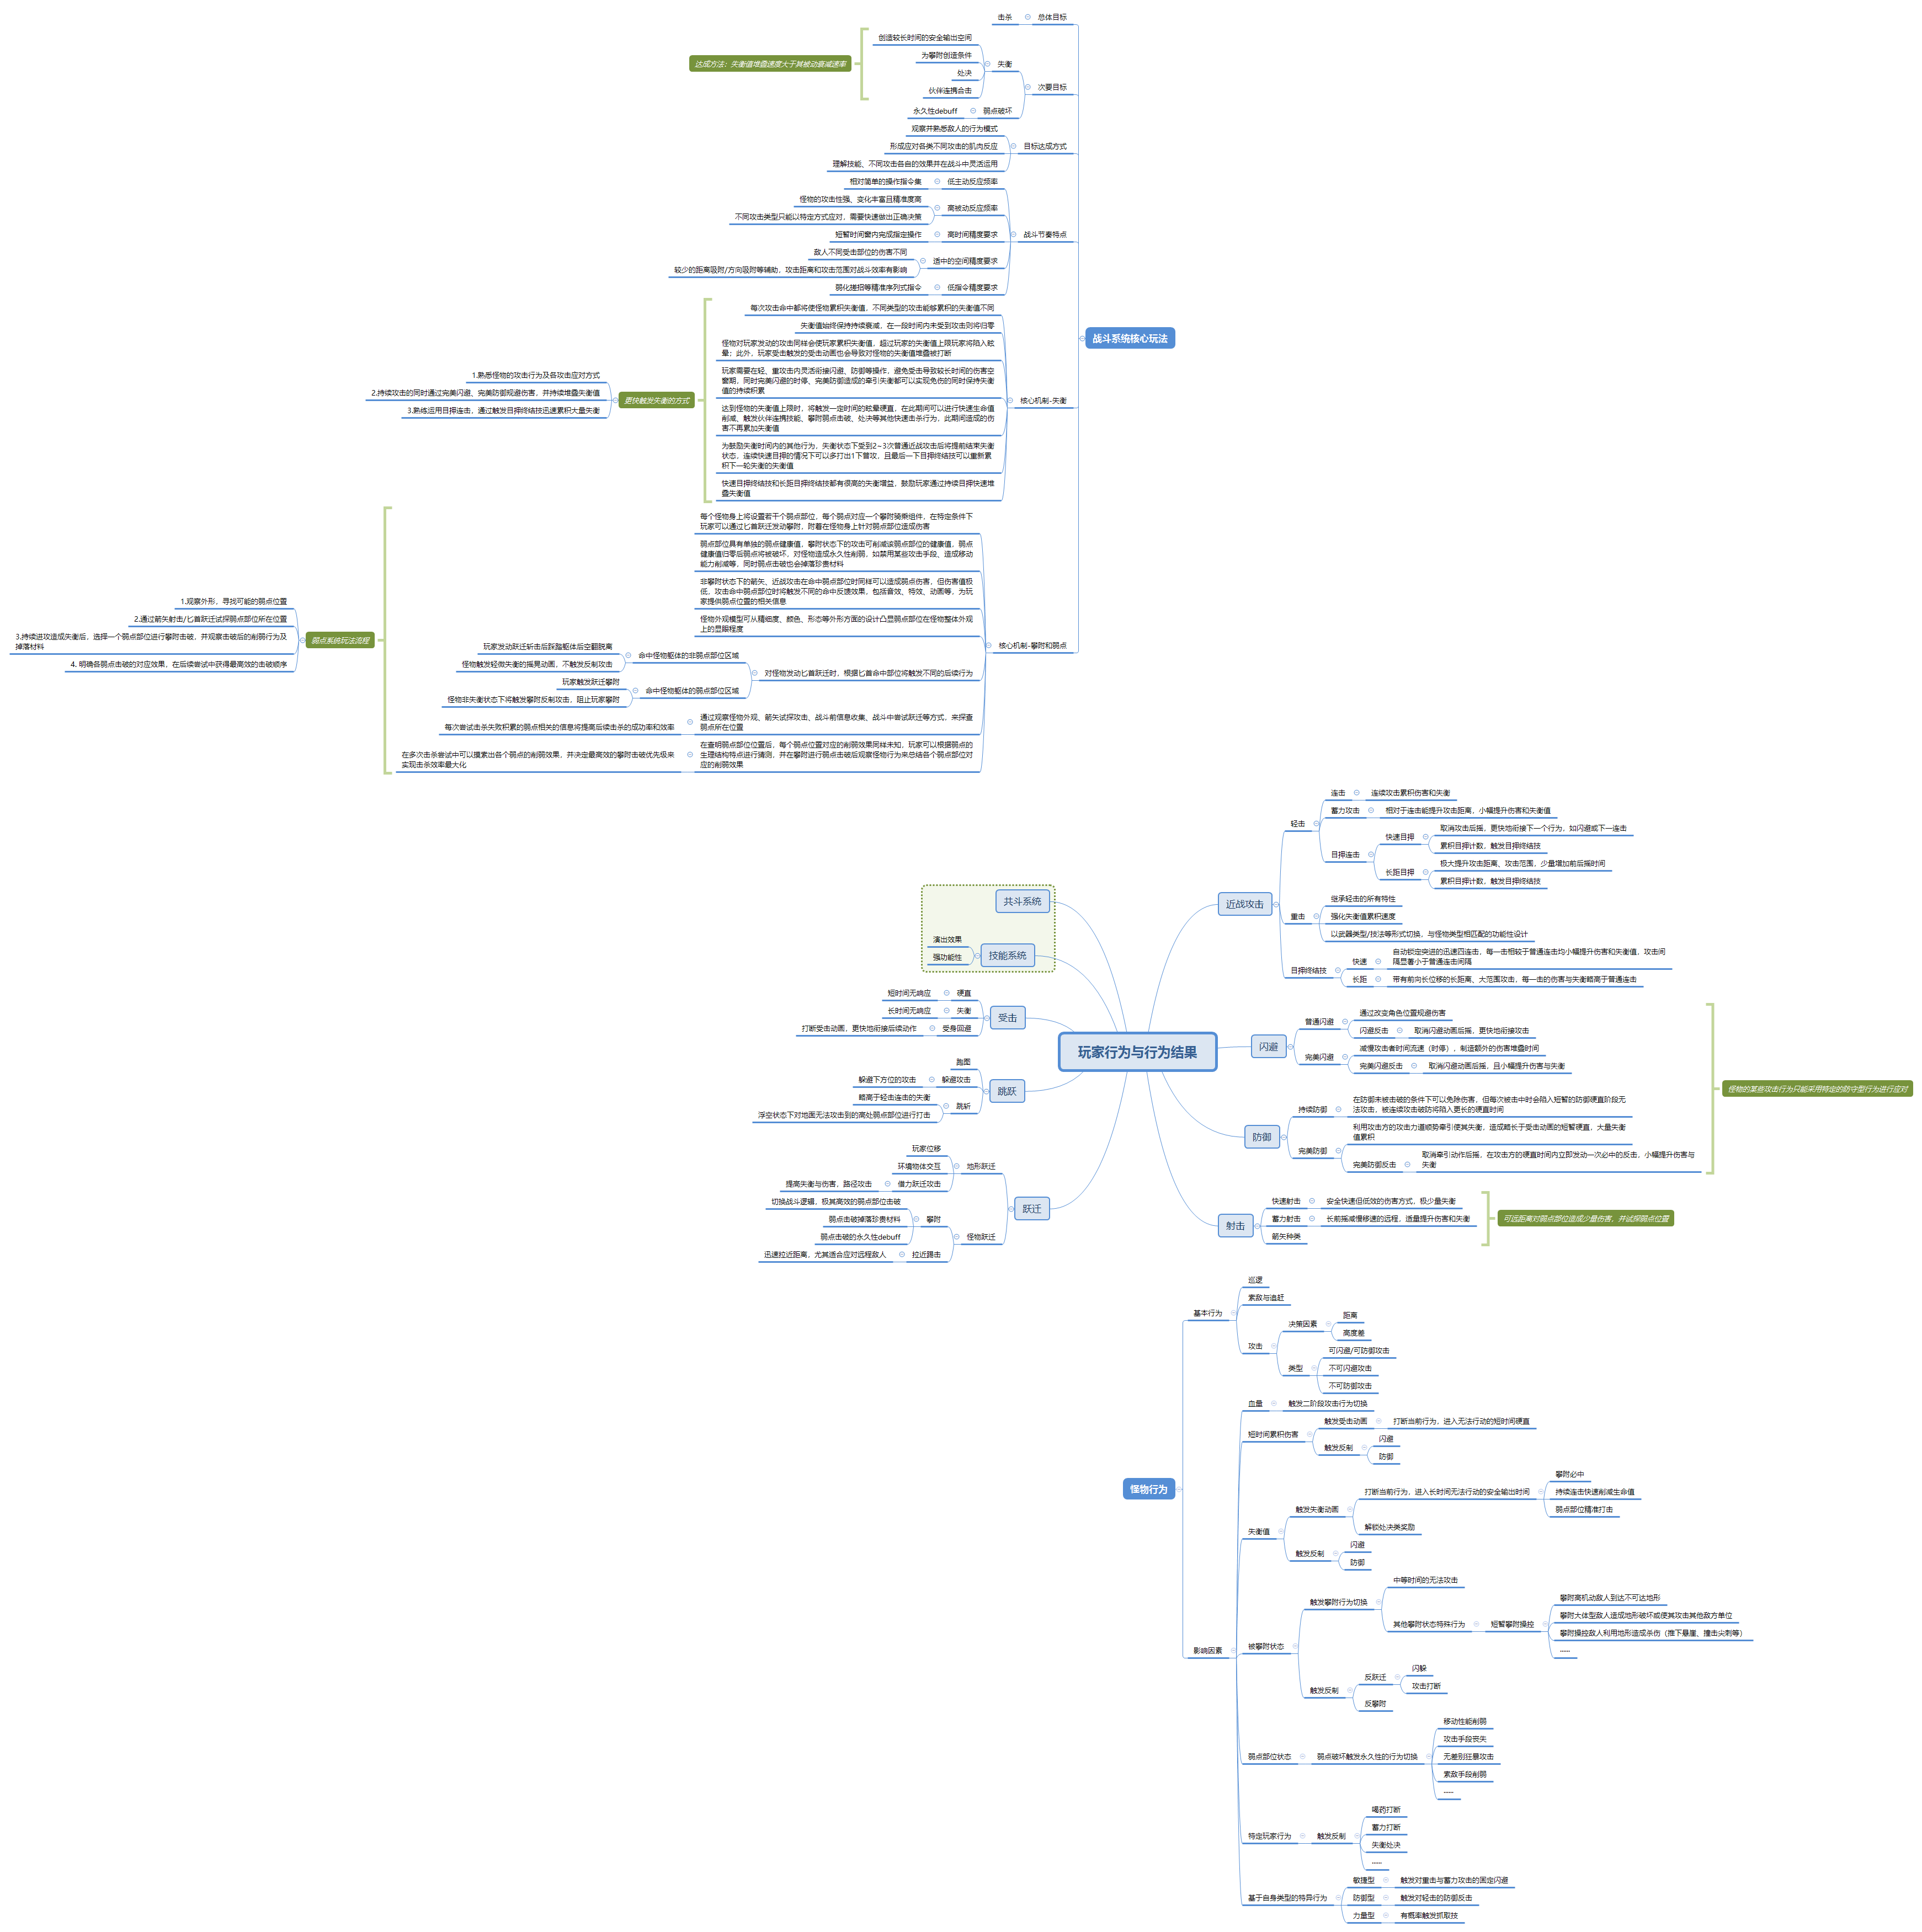 战斗系统核心玩法
总体目标
击杀
次要目标
失衡
创造较长时间的安全输出空间
为攀附创造条件
处决
伙伴连携合击
达成方法：失衡值堆叠速度大于其被动衰减速率
弱点破坏
永久性debuff
目标达成方式
观察并熟悉敌人的行为模式
形成应对各类不同攻击的肌肉反应
理解技能、不同攻击各自的效果并在战斗中灵活运用
战斗节奏特点
低主动反应频率
相对简单的操作指令集
高被动反应频率
怪物的攻击性强、变化丰富且精准度高
不同攻击类型只能以特定方式应对，需要快速做出正确决策
高时间精度要求
短暂时间窗内完成指定操作
适中的空间精度要求
敌人不同受击部位的伤害不同
较少的距离吸附/方向吸附等辅助，攻击距离和攻击范围对战斗效率有影响
低指令精度要求
弱化搓招等精准序列式指令
核心机制-失衡
每次攻击命中都将使怪物累积失衡值，不同类型的攻击能够累积的失衡值不同
失衡值始终保持持续衰减，在一段时间内未受到攻击则将归零
怪物对玩家发动的攻击同样会使玩家累积失衡值，超过玩家的失衡值上限玩家将陷入眩
晕；此外，玩家受击触发的受击动画也会导致对怪物的失衡值堆叠被打断
玩家需要在轻、重攻击内灵活衔接闪避、防御等操作，避免受击导致较长时间的伤害空
窗期，同时完美闪避的时停、完美防御造成的牵引失衡都可以实现免伤的同时保持失衡
值的持续积累
达到怪物的失衡值上限时，将触发一定时间的眩晕硬直，在此期间可以进行快速生命值
削减、触发伙伴连携技能、攀附弱点击破、处决等其他快速击杀行为，此期间造成的伤
害不再累加失衡值
为鼓励失衡时间内的其他行为，失衡状态下受到2~3次普通近战攻击后将提前结束失衡
状态，连续快速目押的情况下可以多打出1下普攻，且最后一下目押终结技可以重新累
积下一轮失衡的失衡值
快速目押终结技和长距目押终结技都有很高的失衡增益，鼓励玩家通过持续目押快速堆
叠失衡值
更快触发失衡的方式
1.熟悉怪物的攻击行为及各攻击应对方式
2.持续攻击的同时通过完美闪避、完美防御规避伤害，并持续堆叠失衡值
3.熟练运用目押连击，通过触发目押终结技迅速累积大量失衡
核心机制-攀附和弱点
每个怪物身上将设置若干个弱点部位，每个弱点对应一个攀附骑乘组件，在特定条件下
玩家可以通过匕首跃迁发动攀附，附着在怪物身上针对弱点部位造成伤害
弱点部位具有单独的弱点健康值，攀附状态下的攻击可削减该弱点部位的健康值，弱点
健康值归零后弱点将被破坏，对怪物造成永久性削弱，如禁用某些攻击手段、造成移动
能力削减等，同时弱点击破也会掉落珍贵材料
非攀附状态下的箭矢、近战攻击在命中弱点部位时同样可以造成弱点伤害，但伤害值极
低，攻击命中弱点部位时将触发不同的命中反馈效果，包括音效、特效、动画等，为玩
家提供弱点位置的相关信息
怪物外观模型可从精细度、颜色、形态等外形方面的设计凸显弱点部位在怪物整体外观
上的显眼程度
对怪物发动匕首跃迁时，根据匕首命中部位将触发不同的后续行为
命中怪物躯体的非弱点部位区域
玩家发动跃迁斩击后踩踏躯体后空翻脱离
怪物触发轻微失衡的摇晃动画，不触发反制攻击
命中怪物躯体的弱点部位区域
玩家触发跃迁攀附
怪物非失衡状态下将触发攀附反制攻击，阻止玩家攀附
通过观察怪物外观、箭矢试探攻击、战斗前信息收集、战斗中尝试跃迁等方式，来探查
弱点所在位置
每次尝试击杀失败积累的弱点相关的信息将提高后续击杀的成功率和效率
在查明弱点部位位置后，每个弱点位置对应的削弱效果同样未知，玩家可以根据弱点的
生理结构特点进行猜测，并在攀附进行弱点击破后观察怪物行为来总结各个弱点部位对
应的削弱效果
在多次击杀尝试中可以摸索出各个弱点的削弱效果，并决定最高效的攀附击破优先级来
实现击杀效率最大化
弱点系统玩法流程
1.观察外形，寻找可能的弱点位置
2.通过箭矢射击/匕首跃迁试探弱点部位所在位置
3.持续进攻造成失衡后，选择一个弱点部位进行攀附击破，并观察击破后的削弱行为及
掉落材料
4. 明确各弱点击破的对应效果，在后续尝试中获得最高效的击破顺序
玩家行为与行为结果
近战攻击
轻击
连击
连续攻击累积伤害和失衡
蓄力攻击
相对于连击能提升攻击距离，小幅提升伤害和失衡值
目押连击
快速目押
取消攻击后摇，更快地衔接下一个行为，如闪避或下一连击
累积目押计数，触发目押终结技
长距目押
极大提升攻击距离、攻击范围，少量增加前后摇时间
累积目押计数，触发目押终结技
重击
继承轻击的所有特性
强化失衡值累积速度
以武器类型/技法等形式切换，与怪物类型相匹配的功能性设计
目押终结技
快速
自动锁定突进的迅速四连击，每一击相较于普通连击均小幅提升伤害和失衡值，攻击间
隔显著小于普通连击间隔
长距
带有前向长位移的长距离、大范围攻击，每一击的伤害与失衡略高于普通连击
闪避
普通闪避
通过改变角色位置规避伤害
闪避反击
取消闪避动画后摇，更快地衔接攻击
完美闪避
减慢攻击者时间流速（时停），制造额外的伤害堆叠时间
完美闪避反击
取消闪避动画后摇，且小幅提升伤害与失衡
防御
持续防御
在防御未被击破的条件下可以免除伤害，但每次被击中时会陷入短暂的防御硬直阶段无
法攻击，被连续攻击破防将陷入更长的硬直时间
完美防御
利用攻击方的攻击力道顺势牵引使其失衡，造成略长于受击动画的短暂硬直，大量失衡
值累积
完美防御反击
取消牵引动作后摇，在攻击方的硬直时间内立即发动一次必中的反击，小幅提升伤害与
失衡
怪物的某些攻击行为只能采用特定的防守型行为进行应对
射击
快速射击
安全快速但低效的伤害方式，极少量失衡
蓄力射击
长前摇减慢移速的远程，适量提升伤害和失衡
箭矢种类
可远距离对弱点部位造成少量伤害，并试探弱点位置
共斗系统
技能系统
演出效果
强功能性
受击
硬直
短时间无响应
失衡
长时间无响应
受身回避
打断受击动画，更快地衔接后续动作
跳跃
跑图
躲避攻击
躲避下方位的攻击
跳斩
略高于轻击连击的失衡
浮空状态下对地面无法攻击到的高处弱点部位进行打击
跃迁
地形跃迁
玩家位移
环境物体交互
借力跃迁攻击
提高失衡与伤害，路径攻击
怪物跃迁
攀附
切换战斗逻辑，极其高效的弱点部位击破
弱点击破掉落珍贵材料
弱点击破的永久性debuff
拉近踢击
迅速拉近距离，尤其适合应对远程敌人
怪物行为
基本行为
巡逻
索敌与追赶
攻击
决策因素
距离
高度差
类型
可闪避/可防御攻击
不可闪避攻击
不可防御攻击
影响因素
血量
触发二阶段攻击行为切换
短时间累积伤害
触发受击动画
打断当前行为，进入无法行动的短时间硬直
触发反制
闪避
防御
失衡值
触发失衡动画
打断当前行为，进入长时间无法行动的安全输出时间
攀附必中
持续连击快速削减生命值
弱点部位精准打击
解锁处决类奖励
触发反制
闪避
防御
被攀附状态
触发攀附行为切换
中等时间的无法攻击
其他攀附状态特殊行为
短暂攀附操控
攀附高机动敌人到达不可达地形
攀附大体型敌人造成地形破坏或使其攻击其他敌方单位
攀附操控敌人利用地形造成杀伤（推下悬崖、撞击尖刺等）
......
触发反制
反跃迁
闪躲
攻击打断
反攀附
弱点部位状态
弱点破坏触发永久性的行为切换
移动性能削弱
攻击手段丧失
无差别狂暴攻击
索敌手段削弱
......
特定玩家行为
触发反制
喝药打断
蓄力打断
失衡处决
......
基于自身类型的特异行为
敏捷型
触发对重击与蓄力攻击的固定闪避
防御型
触发对轻击的防御反击
力量型
有概率触发抓取技